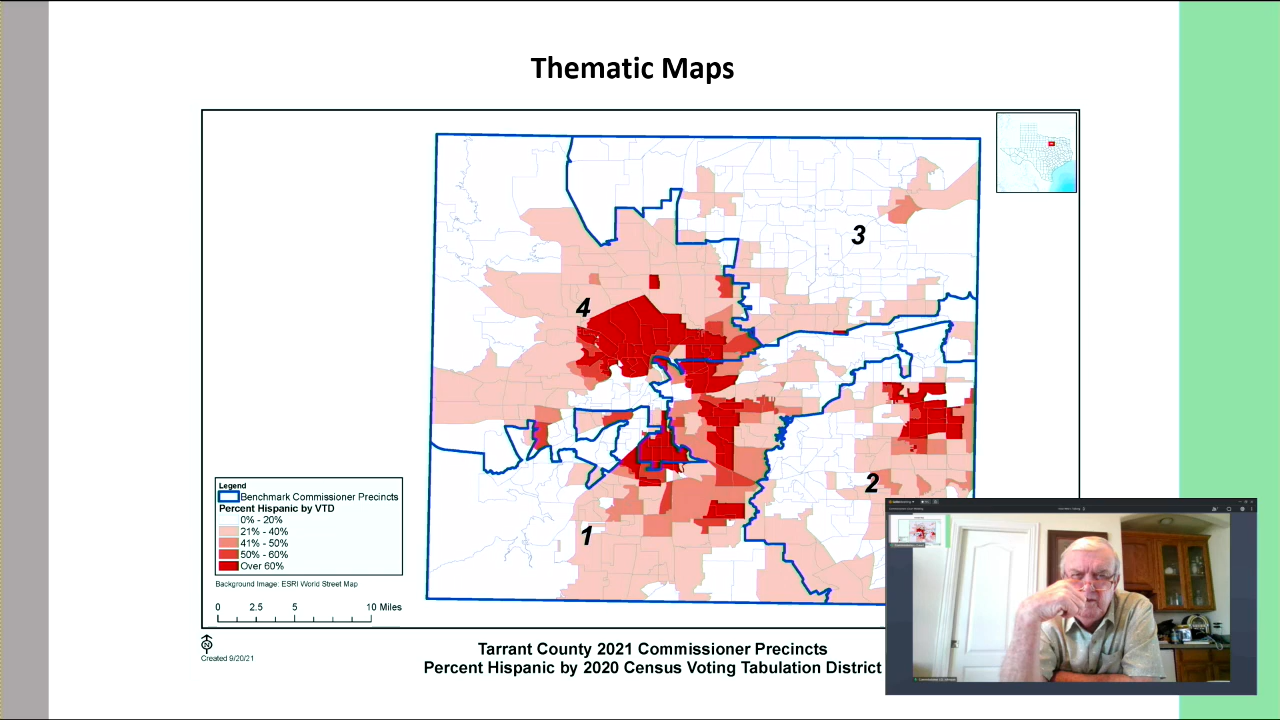 Thematic Maps
3
4
2
1
Legend
Benchmark Commissioner Precincts
Percent Hispanic by VTD
0% - 20%
21% - 40%
41% - 50%
50% - 60%
Over 60%
Background Image: ESRI World Street Map
0 2.5 5 10 Miles
N
Created 9/20/21
Tarrant County 2021 Commissioner Precincts
Percent Hispanic by 2020 Census Voting Tabulation District